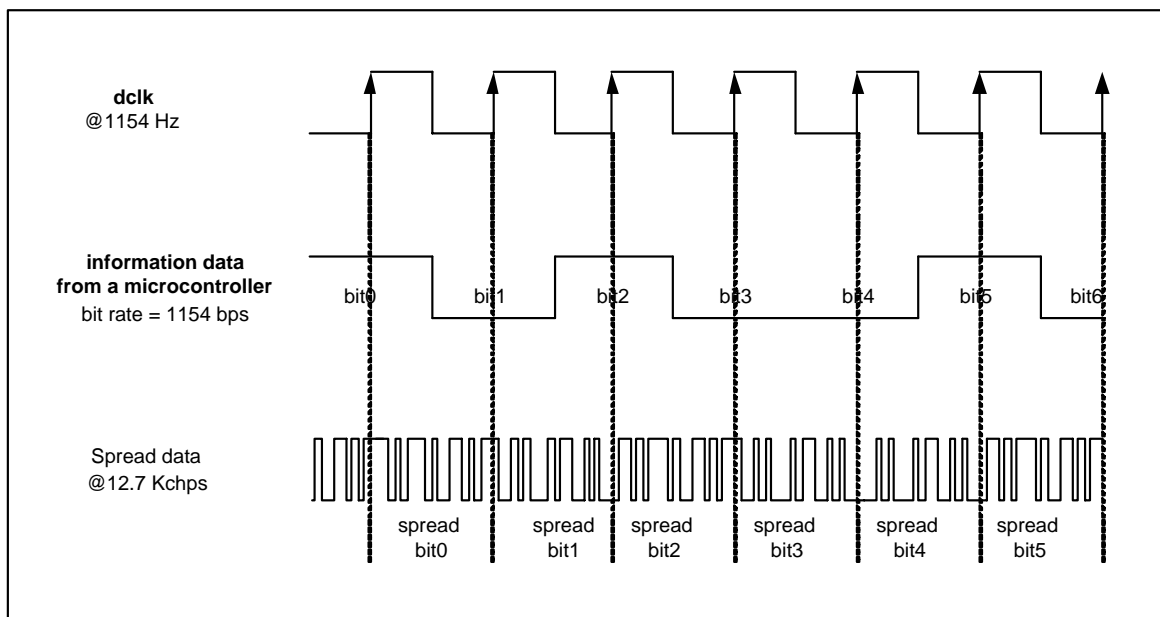 dclk
@1154 Hz
information data
from a microcontroller
bit rate = 1154 bps
bit0 bit1 bit2 bit3 bit4 bit5 bit6
Spread data
@12.7 Kchps
spread spread spread spread spread spread
bit0 bit1 bit2 bit3 bit4 bit5